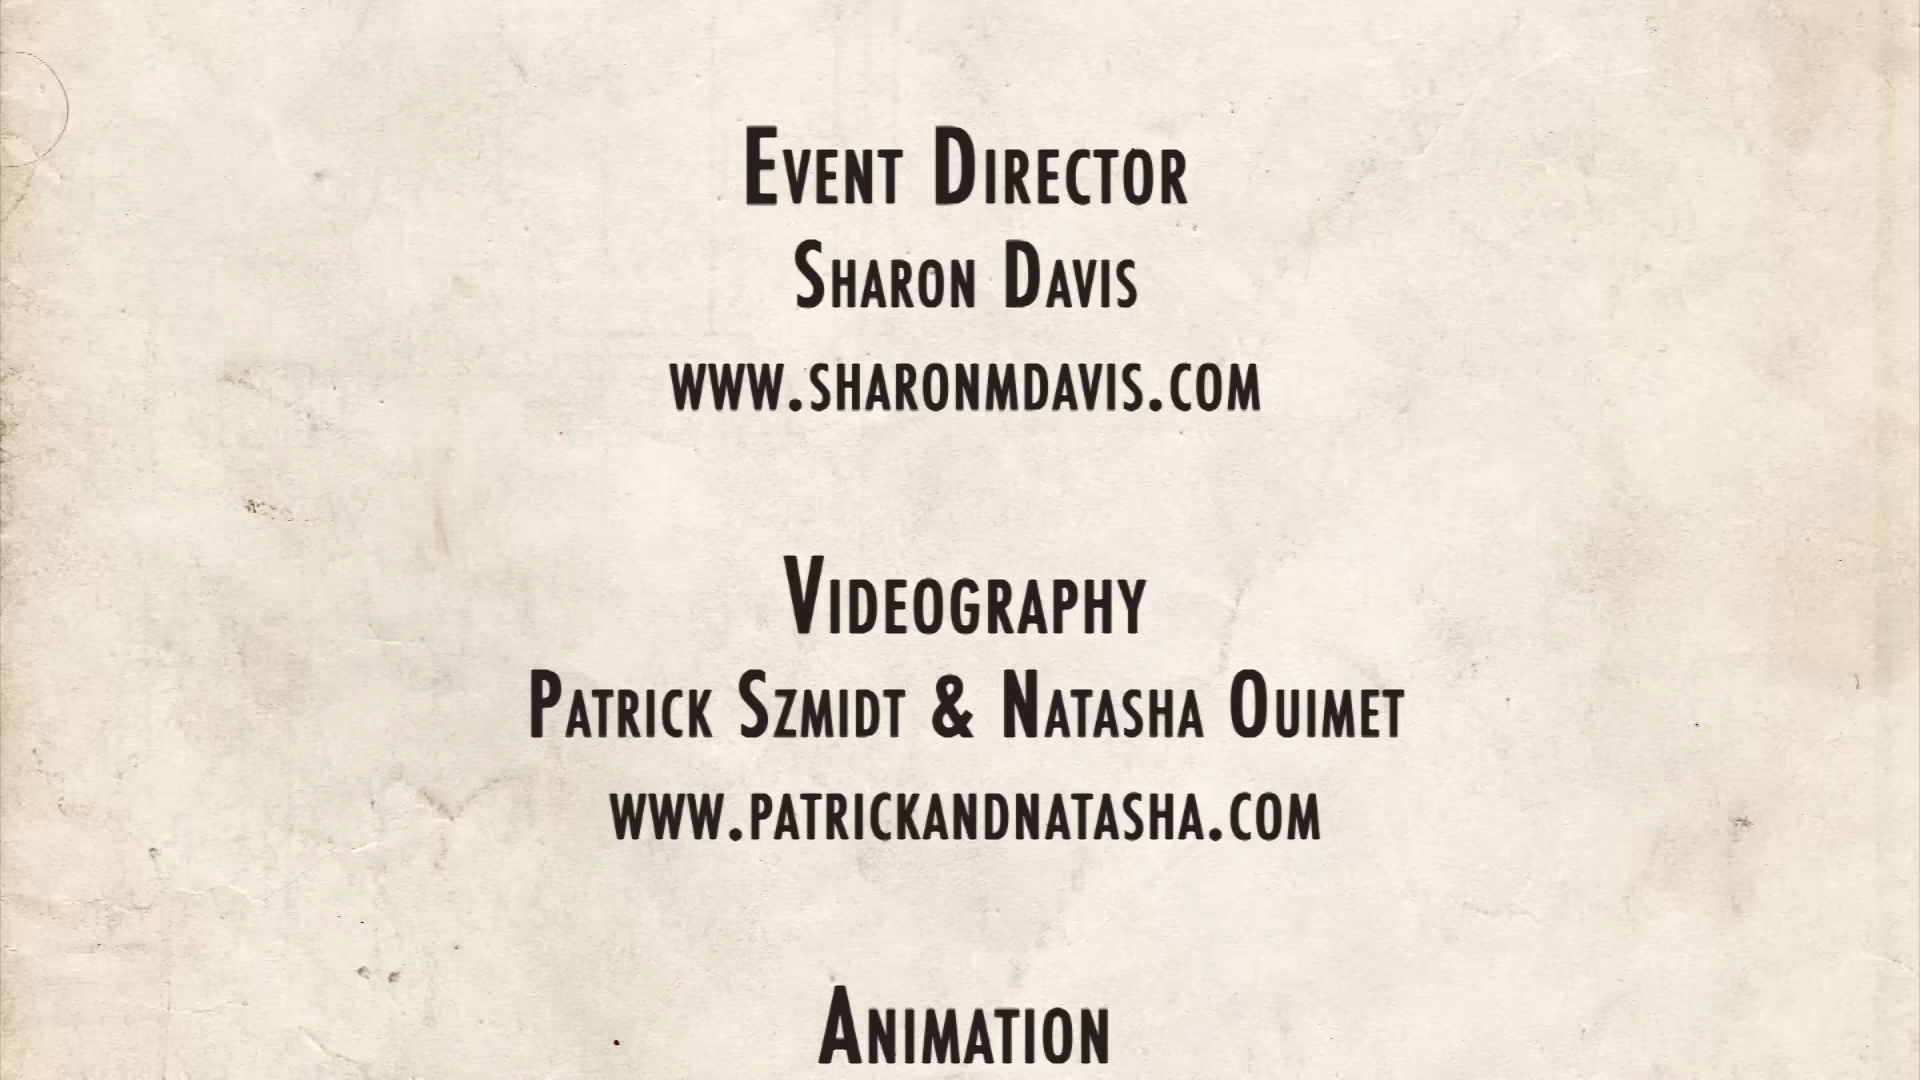 Event Director
Sharon Davis
www.sharonmdavis.com
Videography
Patrick Szmidt & Natasha Ouimet
www.patrickandnatasha.com
Animation